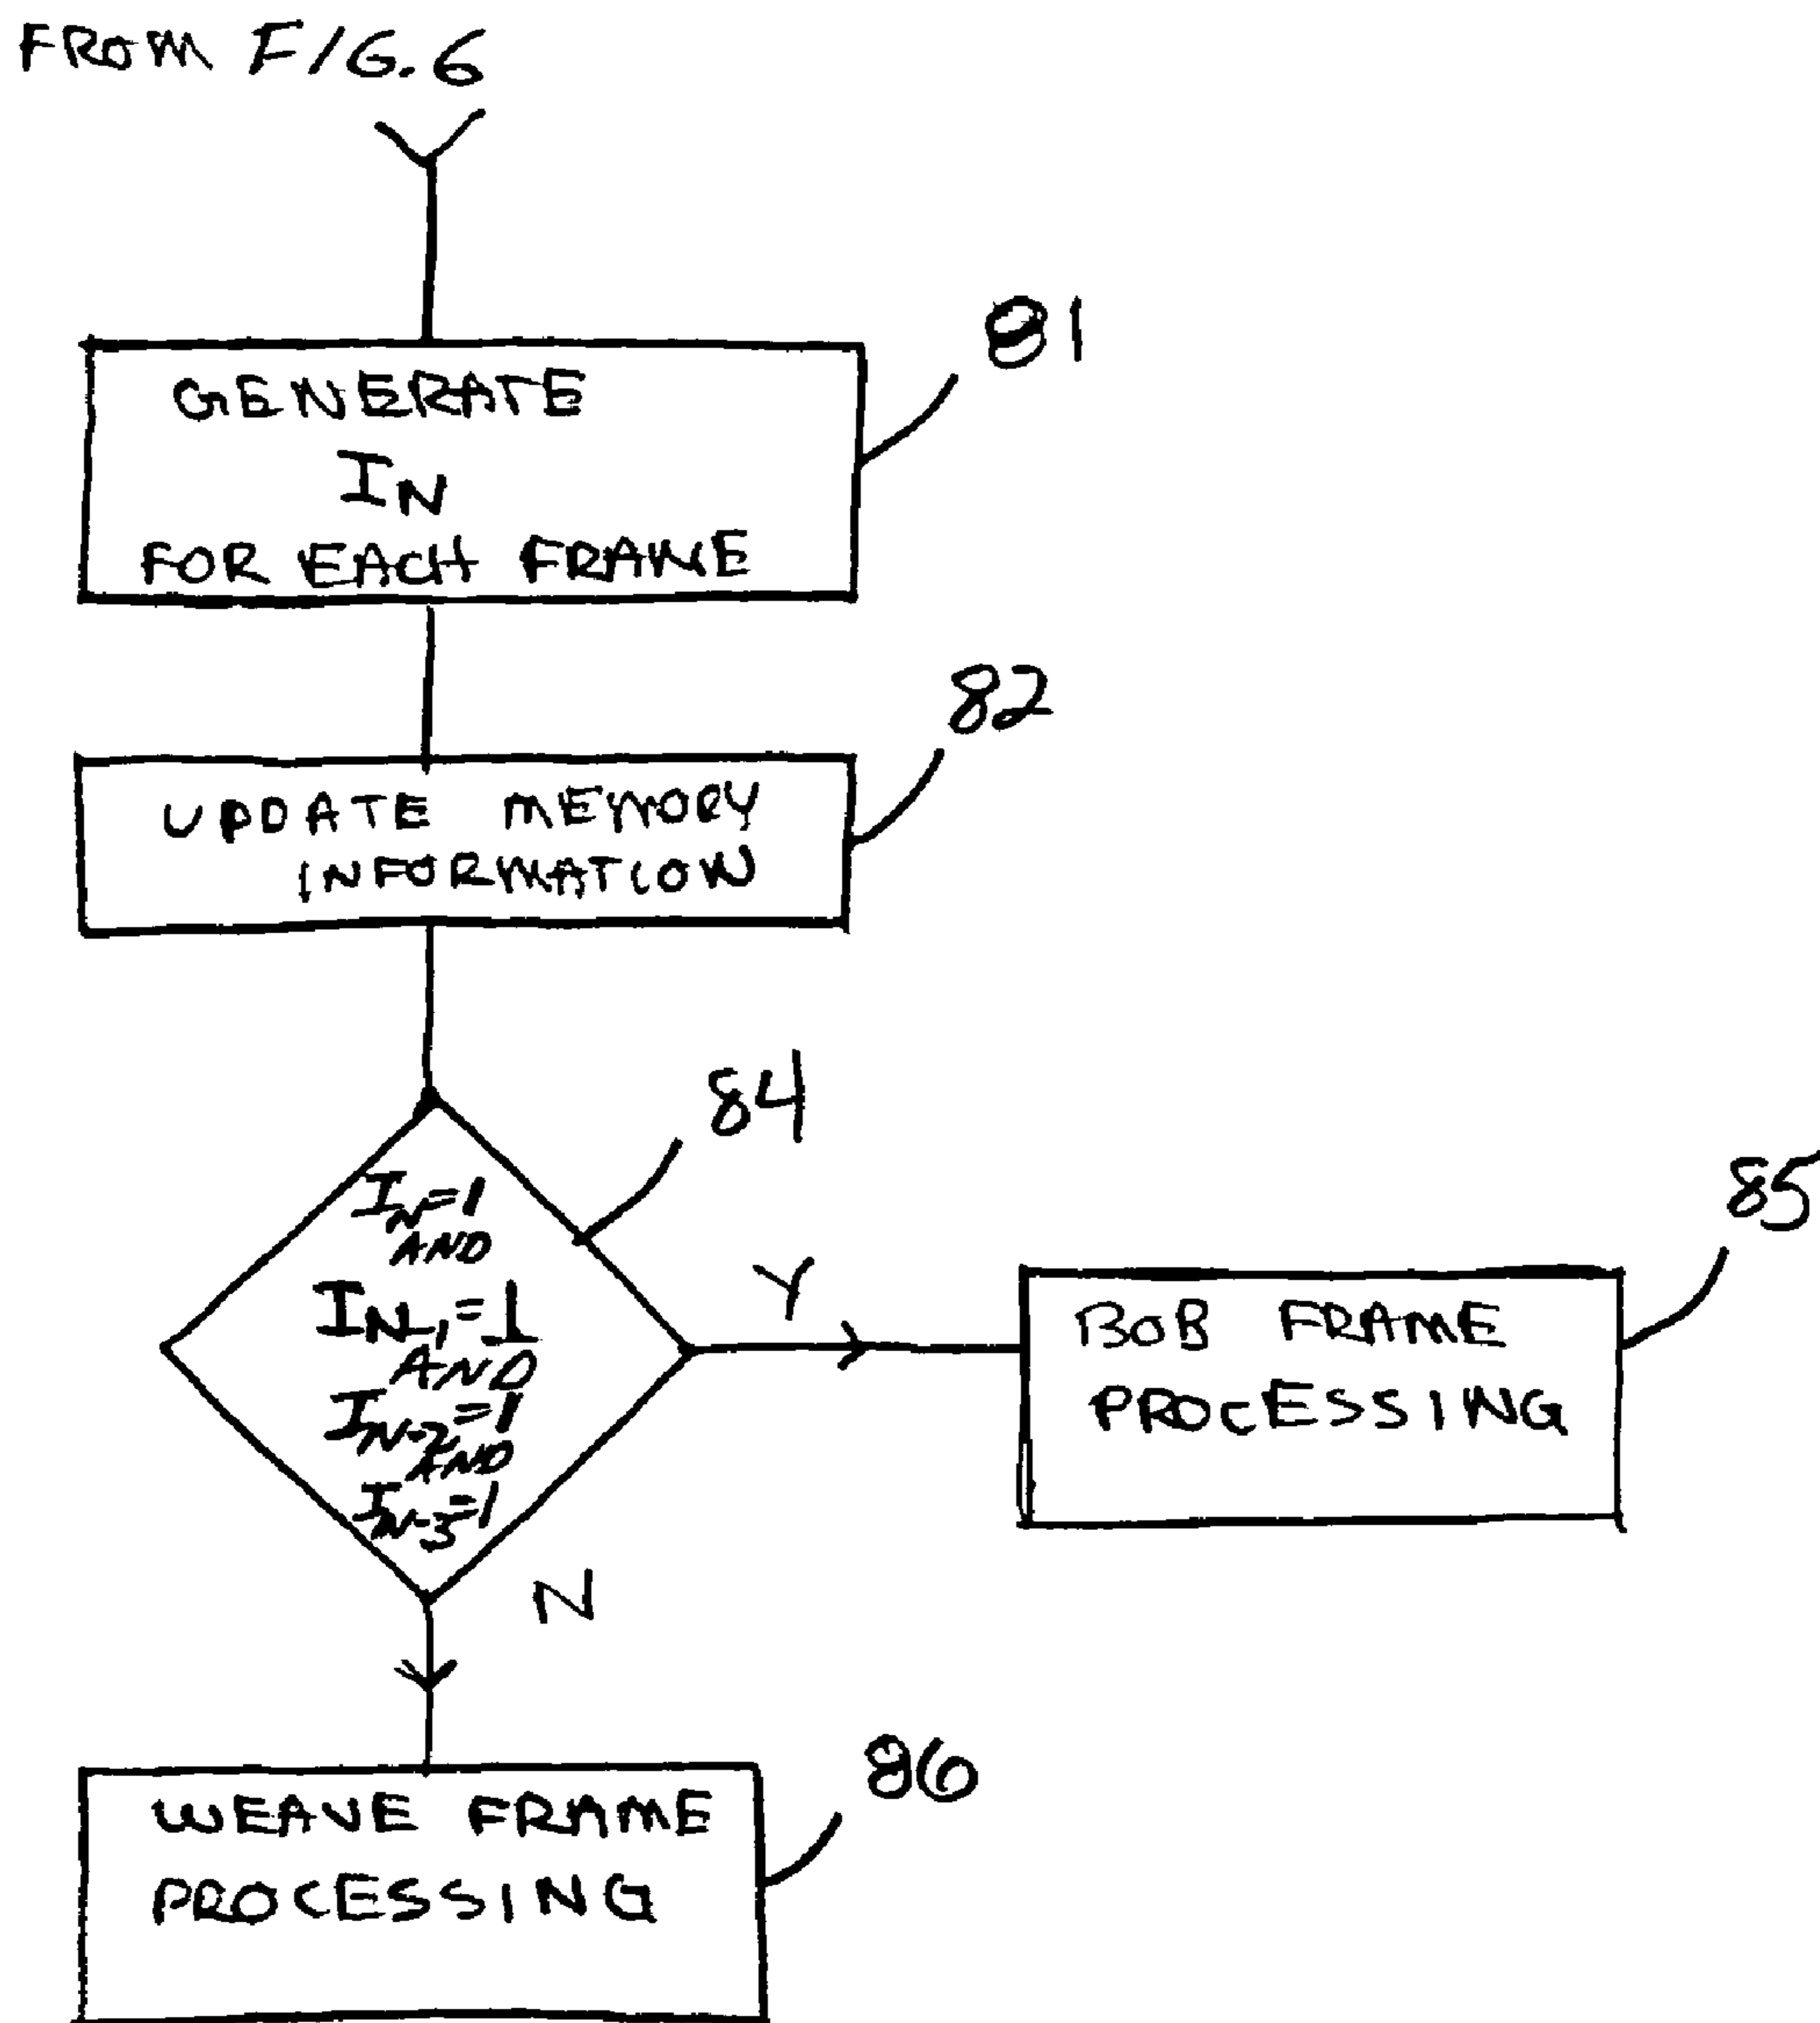 FROM FIG. 6
81
GENERATE
IN
FOR EACH FRAME
82
UPDATE MEMORY
INFORMATION
84
IN=1
AND
IN-1=1
AND
IN-2=1
AND
IN-3=1
Y
85
BOB FRAME
PROCESSING
N
86
WEAVE FRAME
PROCESSING